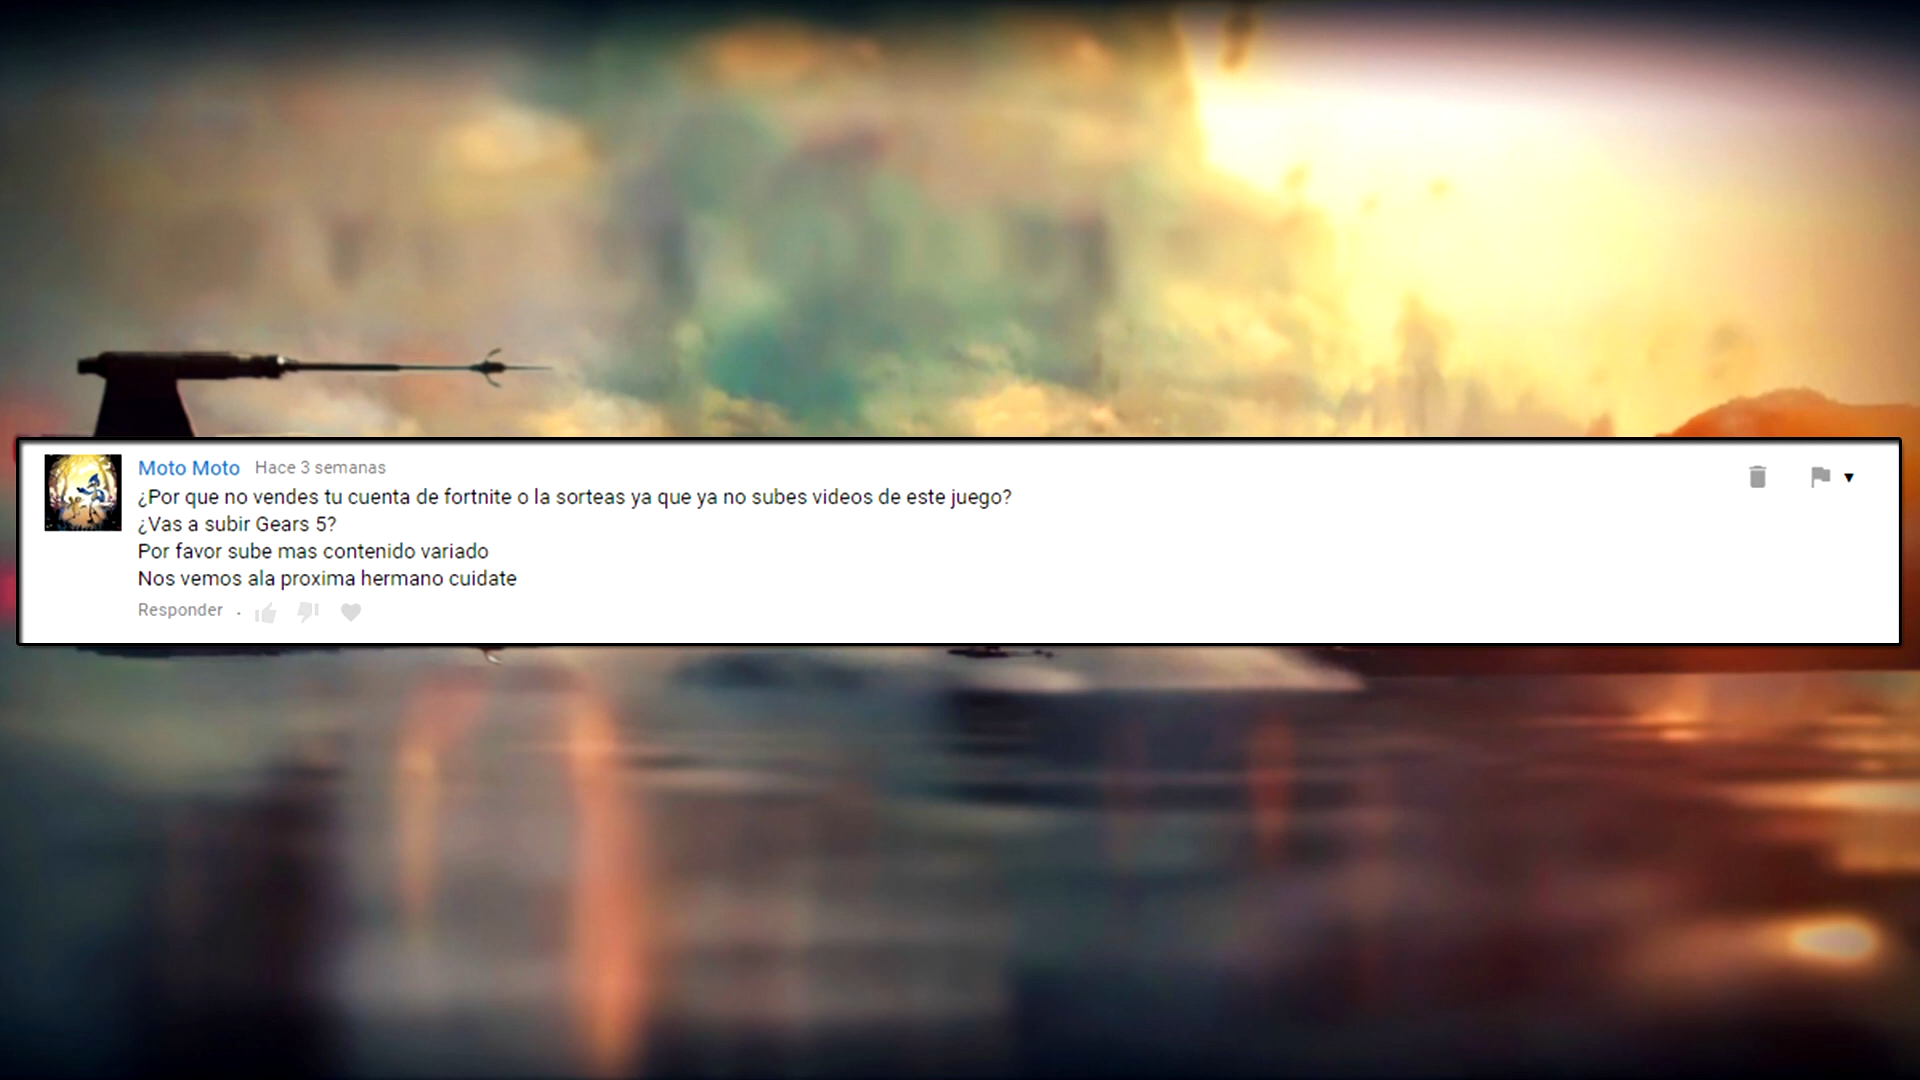 Moto Moto Hace 3 semanas
¿Por que no vendes tu cuenta de fortnite o la sorteas ya que ya no subes videos de este juego?
¿Vas a subir Gears 5?
Por favor sube mas contenido variado
Nos vemos ala proxima hermano cuidate
Responder .